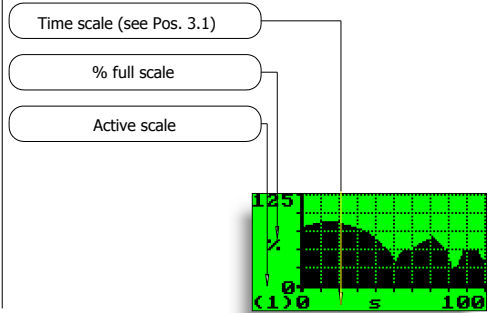 Time scale (see Pos. 3.1)
% full scale
Active scale
125
%
0
(1)0 s 100